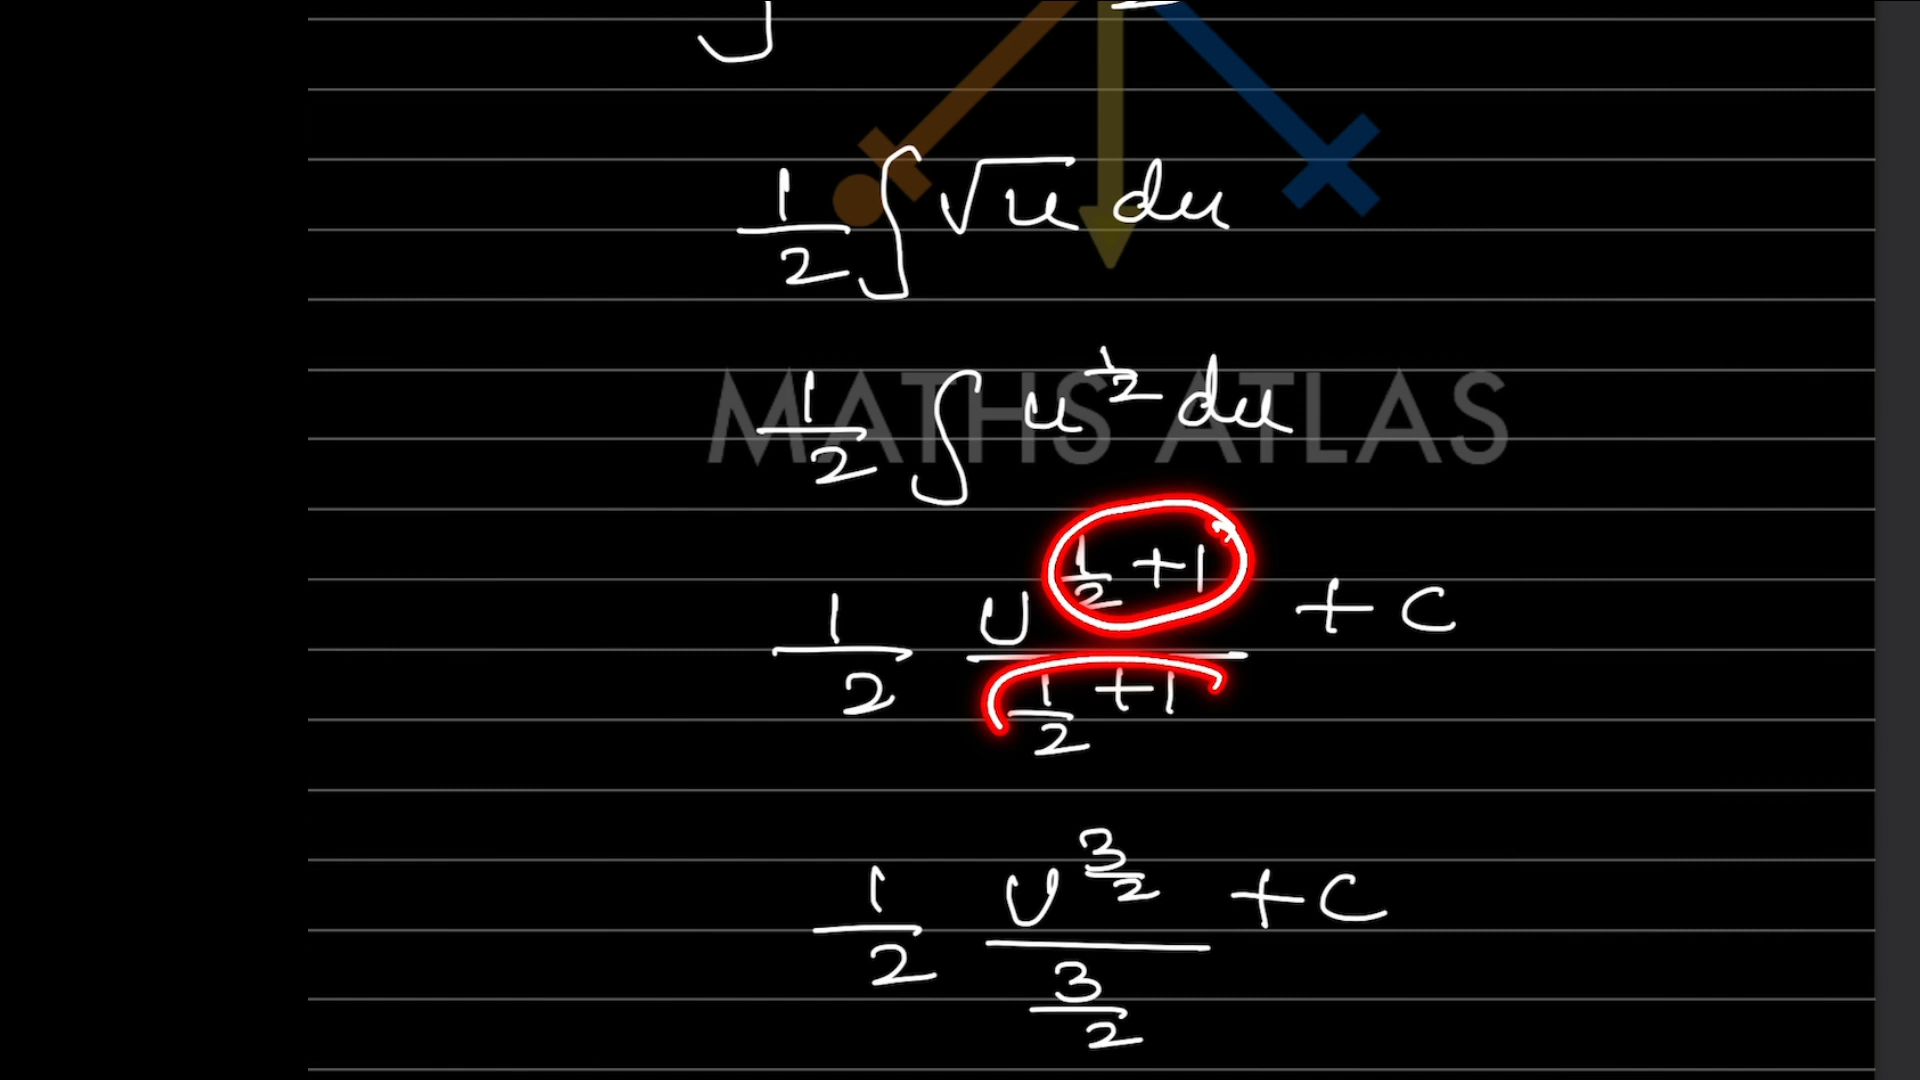 1/2 ∫ √u du
1/2 ∫ u^(1/2) du
MATHS ATLAS
1/2 u^(1/2 +1) / (1/2 +1) + c
1/2 u^(3/2) / (3/2) + c